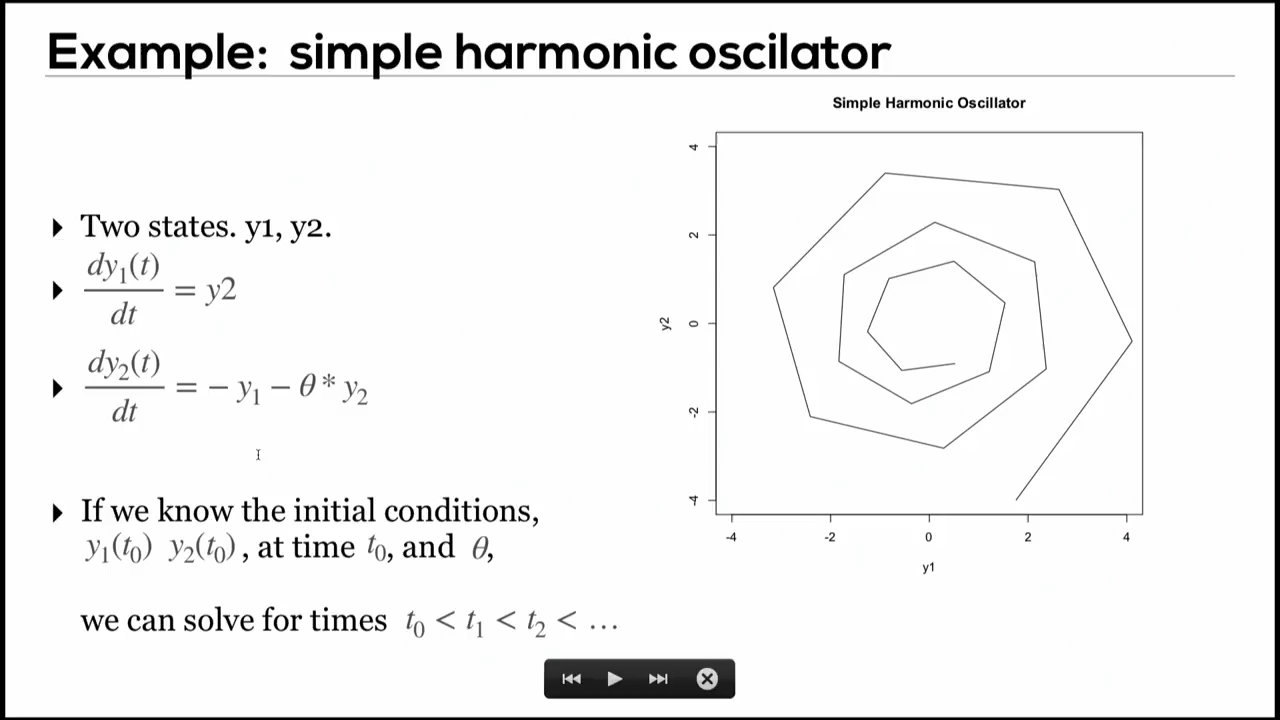 Example: simple harmonic oscilator
Two states. y1, y2.
dy₁(t)
dt
= y2
dy₂(t)
dt
= − y₁ − θ * y₂
If we know the initial conditions,
y₁(t₀) y₂(t₀) , at time t₀, and θ,
we can solve for times t₀ < t₁ < t₂ < …
Simple Harmonic Oscillator
4
2
0
-2
-4
y2
-4 -2 0 2 4
y1